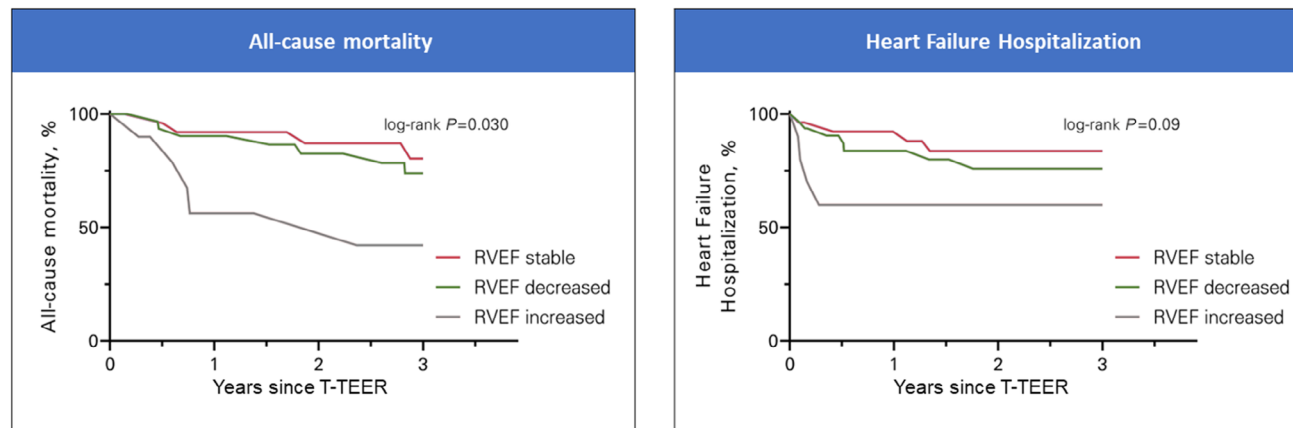 All-cause mortality
All-cause mortality, %
100
50
0
log-rank P=0.030
RVEF stable
RVEF decreased
RVEF increased
0 1 2 3
Years since T-TEER
Heart Failure Hospitalization
Heart Failure
Hospitalization, %
100
50
0
log-rank P=0.09
RVEF stable
RVEF decreased
RVEF increased
0 1 2 3
Years since T-TEER